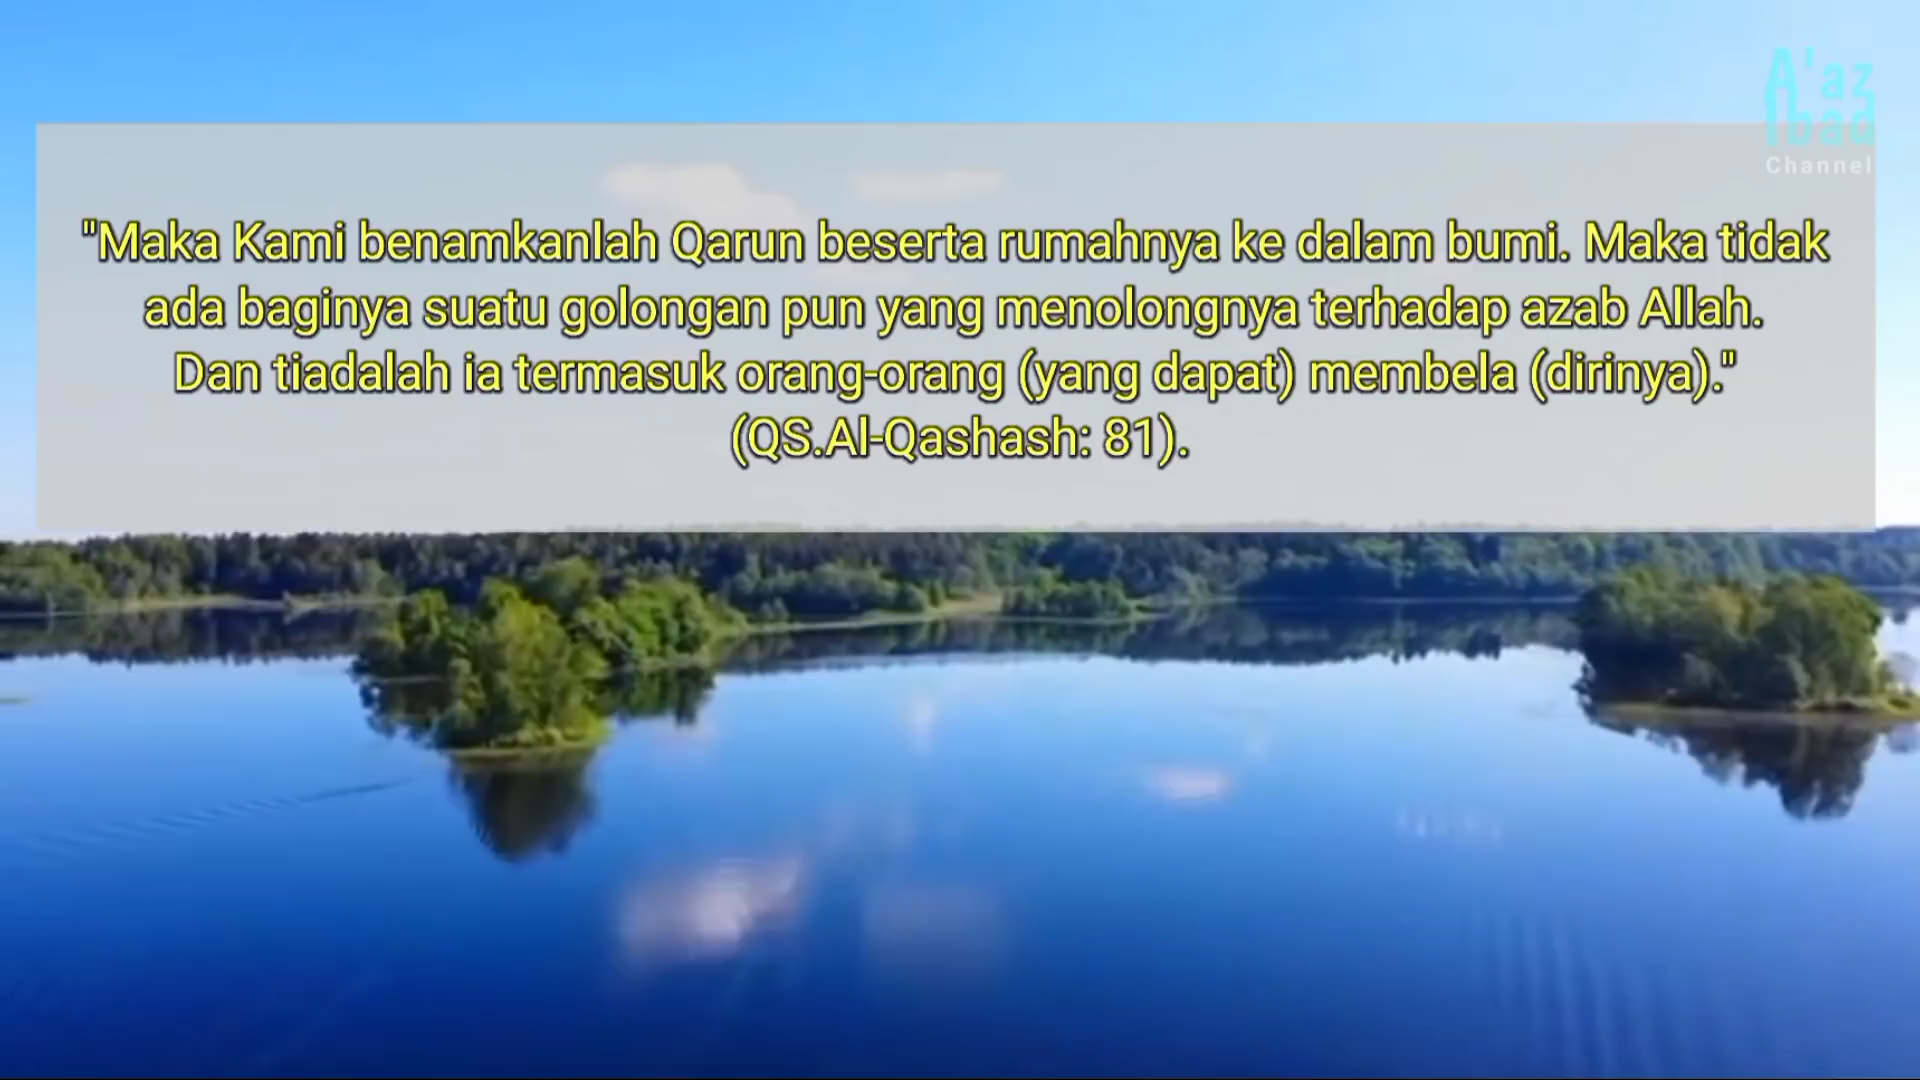 A'az
Ibad
Channel
"Maka Kami benamkanlah Qarun beserta rumahnya ke dalam bumi. Maka tidak
ada baginya suatu golongan pun yang menolongnya terhadap azab Allah.
Dan tiadalah ia termasuk orang-orang (yang dapat) membela (dirinya)."
(QS.Al-Qashash: 81).